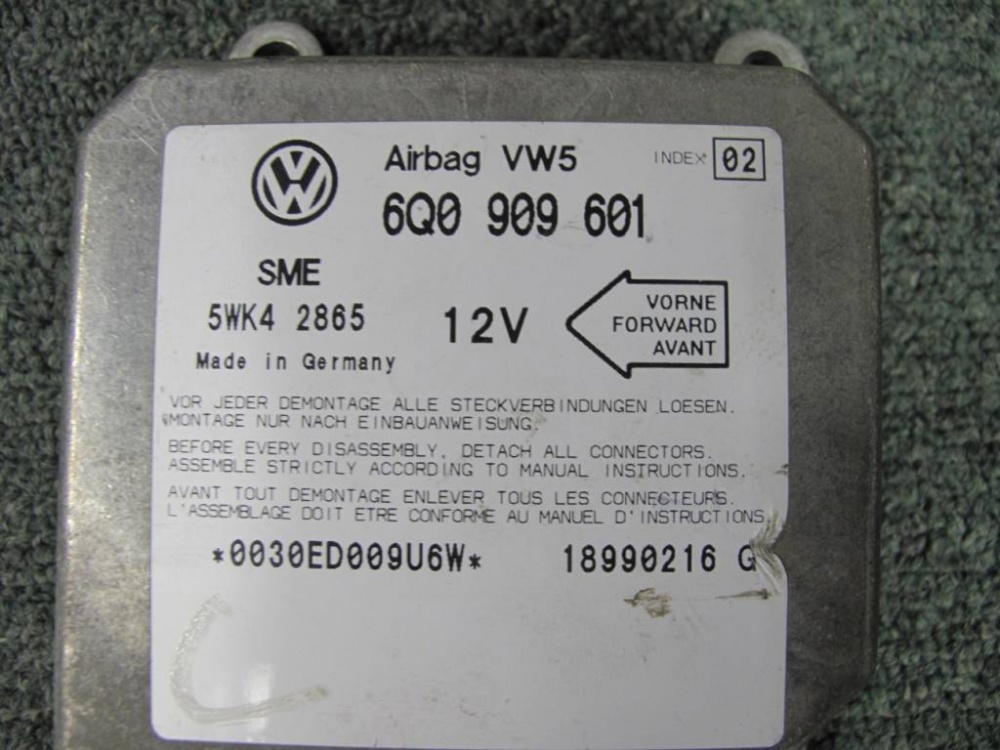 Airbag VW5 INDEX 02
6Q0 909 601
SME
5WK4 2865
12V
VORNE
FORWARD
AVANT
Made in Germany
VOR JEDER DEMONTAGE ALLE STECKVERBINDUNGEN LOESEN.
MONTAGE NUR NACH EINBAUANWEISUNG.
BEFORE EVERY DISASSEMBLY, DETACH ALL CONNECTORS.
ASSEMBLE STRICTLY ACCORDING TO MANUAL INSTRUCTIONS.
AVANT TOUT DEMONTAGE ENLEVER TOUS LES CONNECTEURS.
L'ASSEMBLAGE DOIT ETRE CONFORME AU MANUEL D'INSTRUCTIONS
*0030ED009U6W* 18990216 G